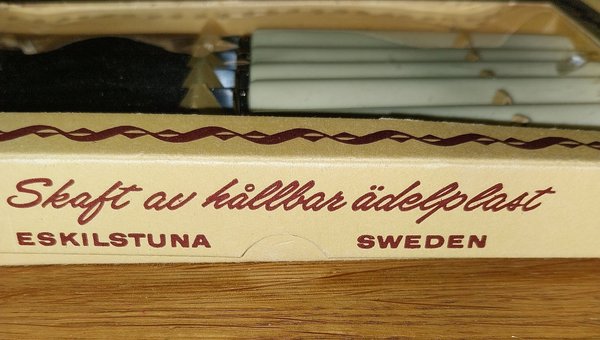 Skaft av hållbar ädelplast
ESKILSTUNA SWEDEN